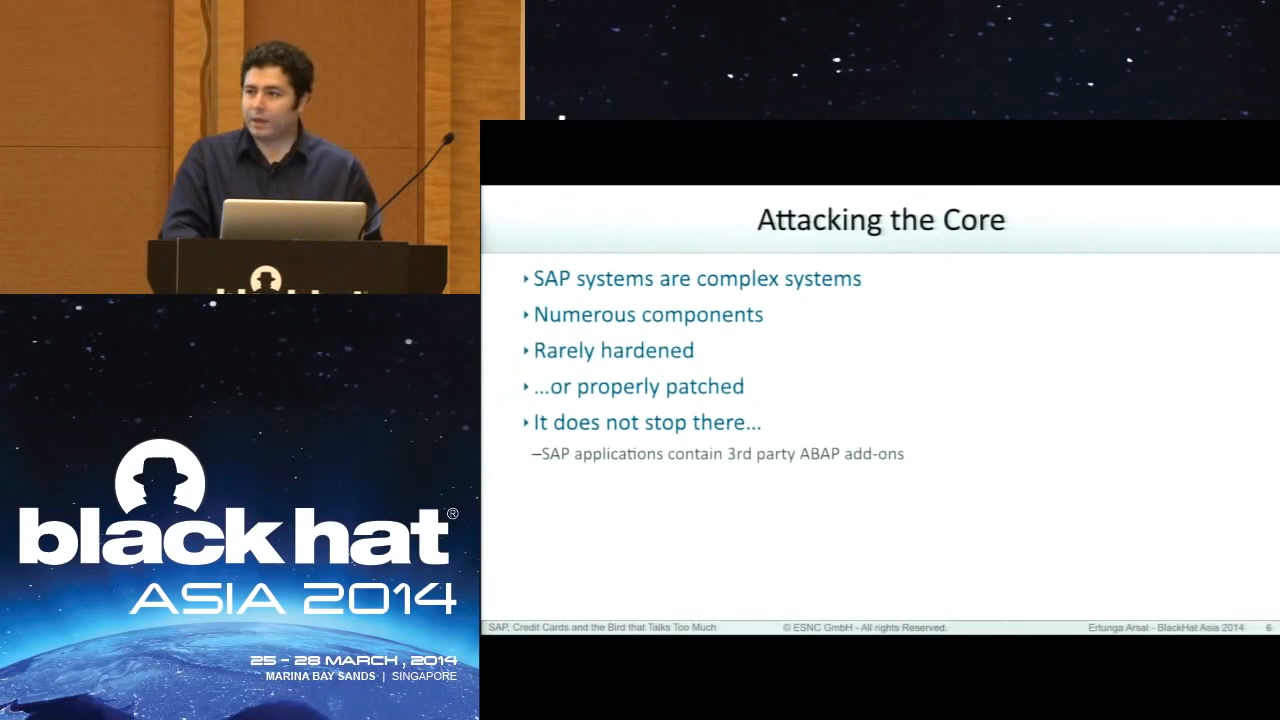 Attacking the Core
SAP systems are complex systems
Numerous components
Rarely hardened
...or properly patched
It does not stop there...
–SAP applications contain 3rd party ABAP add-ons
SAP, Credit Cards and the Bird that Talks Too Much
© ESNC GmbH - All rights Reserved.
Ertunga Arsal - BlackHat Asia 2014 6
black hat®
ASIA 2014
25 - 28 MARCH, 2014
MARINA BAY SANDS | SINGAPORE